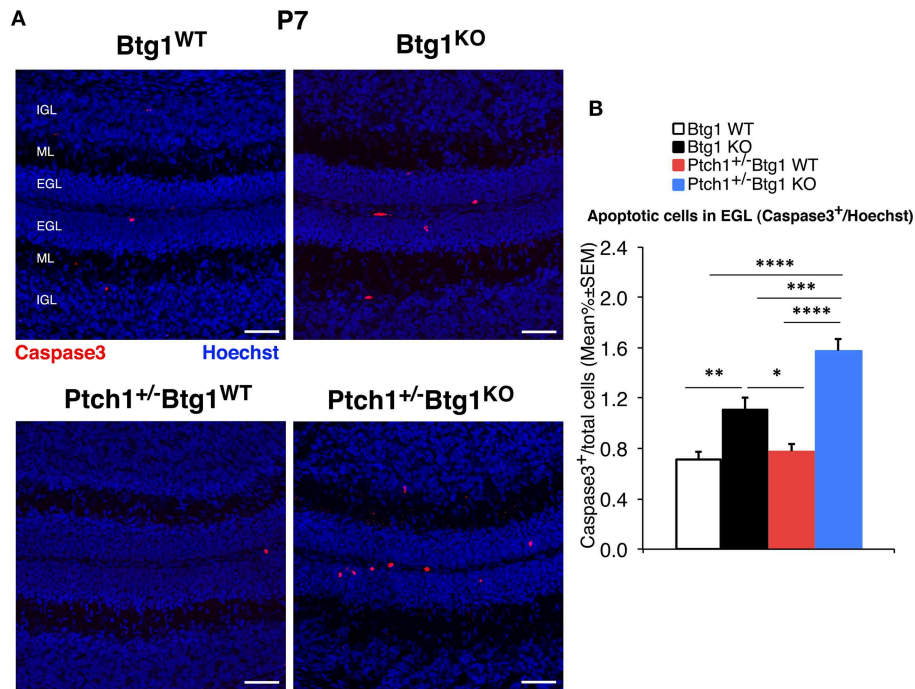 A
P7
Btg1WT
Btg1KO
IGL
ML
EGL
EGL
ML
IGL
Caspase3
Hoechst
Ptch1+/-Btg1WT
Ptch1+/-Btg1KO
B
Btg1 WT
Btg1 KO
Ptch1+/-Btg1 WT
Ptch1+/-Btg1 KO
Apoptotic cells in EGL (Caspase3+/Hoechst)
Caspase3+/total cells (Mean%±SEM)
2.4
2.0
1.6
1.2
0.8
0.4
0.0
****
***
****
**
*